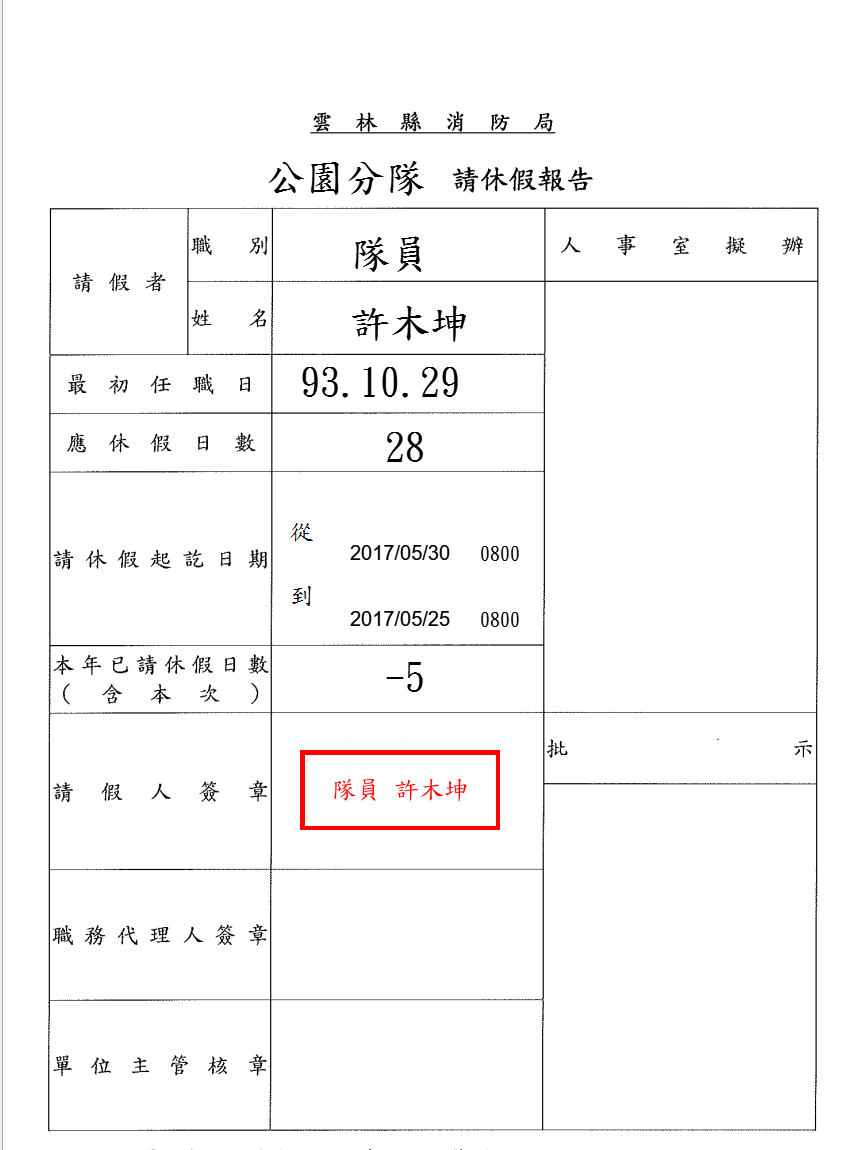 雲林縣消防局
公園分隊 請休假報告
請假者
職別
隊員
人事室擬辦
姓名
許木坤
最初任職日
93.10.29
應休假日數
28
請休假起訖日期
從
2017/05/30 0800
到
2017/05/25 0800
本年已請休假日數
(含本次)
-5
批示
請假人簽章
隊員 許木坤
職務代理人簽章
單位主管核章